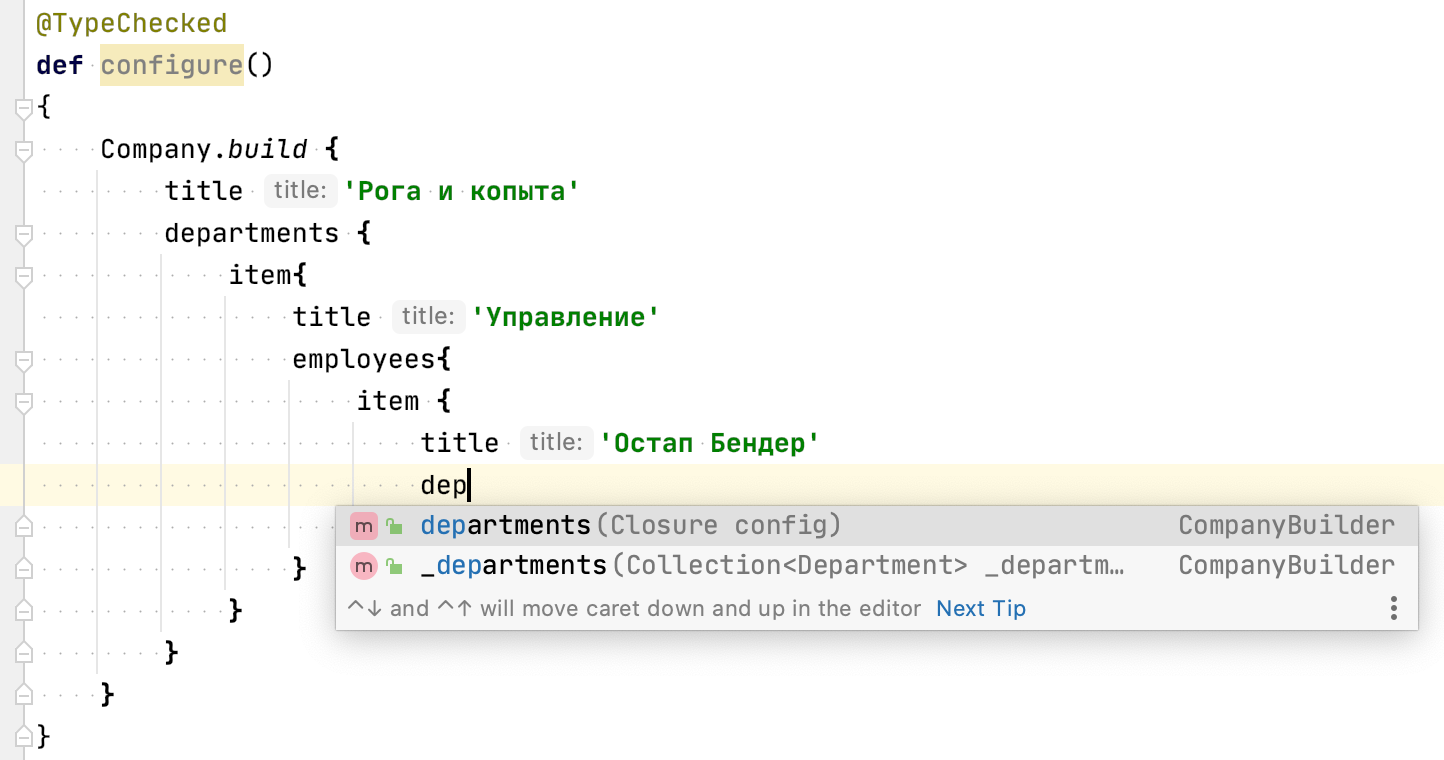 @TypeChecked
def configure()
{
Company.build {
title title: 'Рога и копыта'
departments {
item{
title title: 'Управление'
employees{
item {
title title: 'Остап Бендер'
dep
m departments(Closure config) CompanyBuilder
m _departments(Collection<Department> _departm… CompanyBuilder
^↓ and ^↑ will move caret down and up in the editor Next Tip
}
}
}
}
}